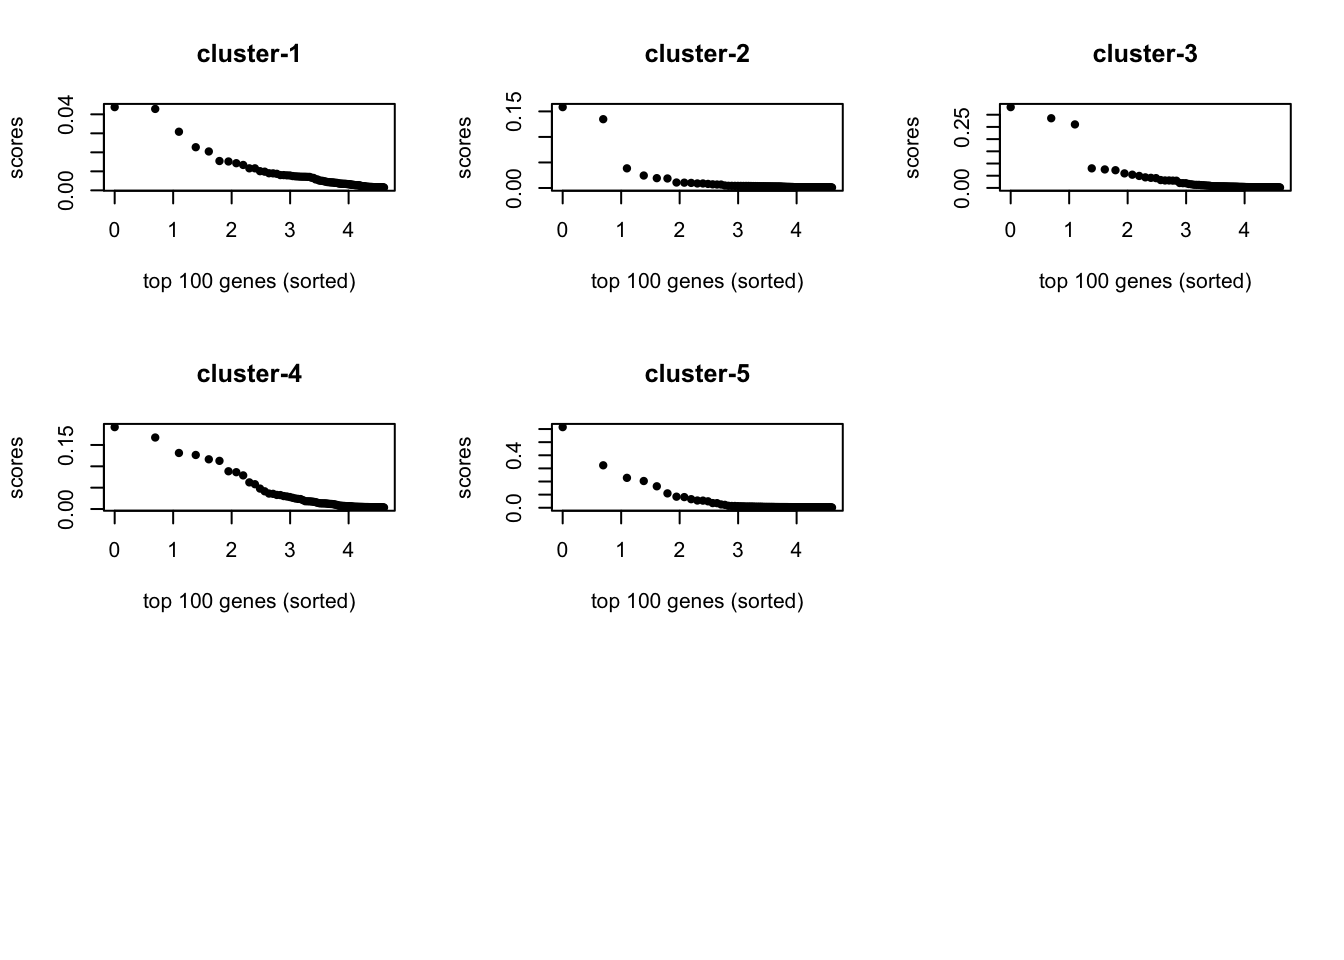 cluster-1
scores
0.04
0.00
0 1 2 3 4
top 100 genes (sorted)
cluster-2
scores
0.15
0.00
0 1 2 3 4
top 100 genes (sorted)
cluster-3
scores
0.25
0.00
0 1 2 3 4
top 100 genes (sorted)
cluster-4
scores
0.15
0.00
0 1 2 3 4
top 100 genes (sorted)
cluster-5
scores
0.4
0.0
0 1 2 3 4
top 100 genes (sorted)